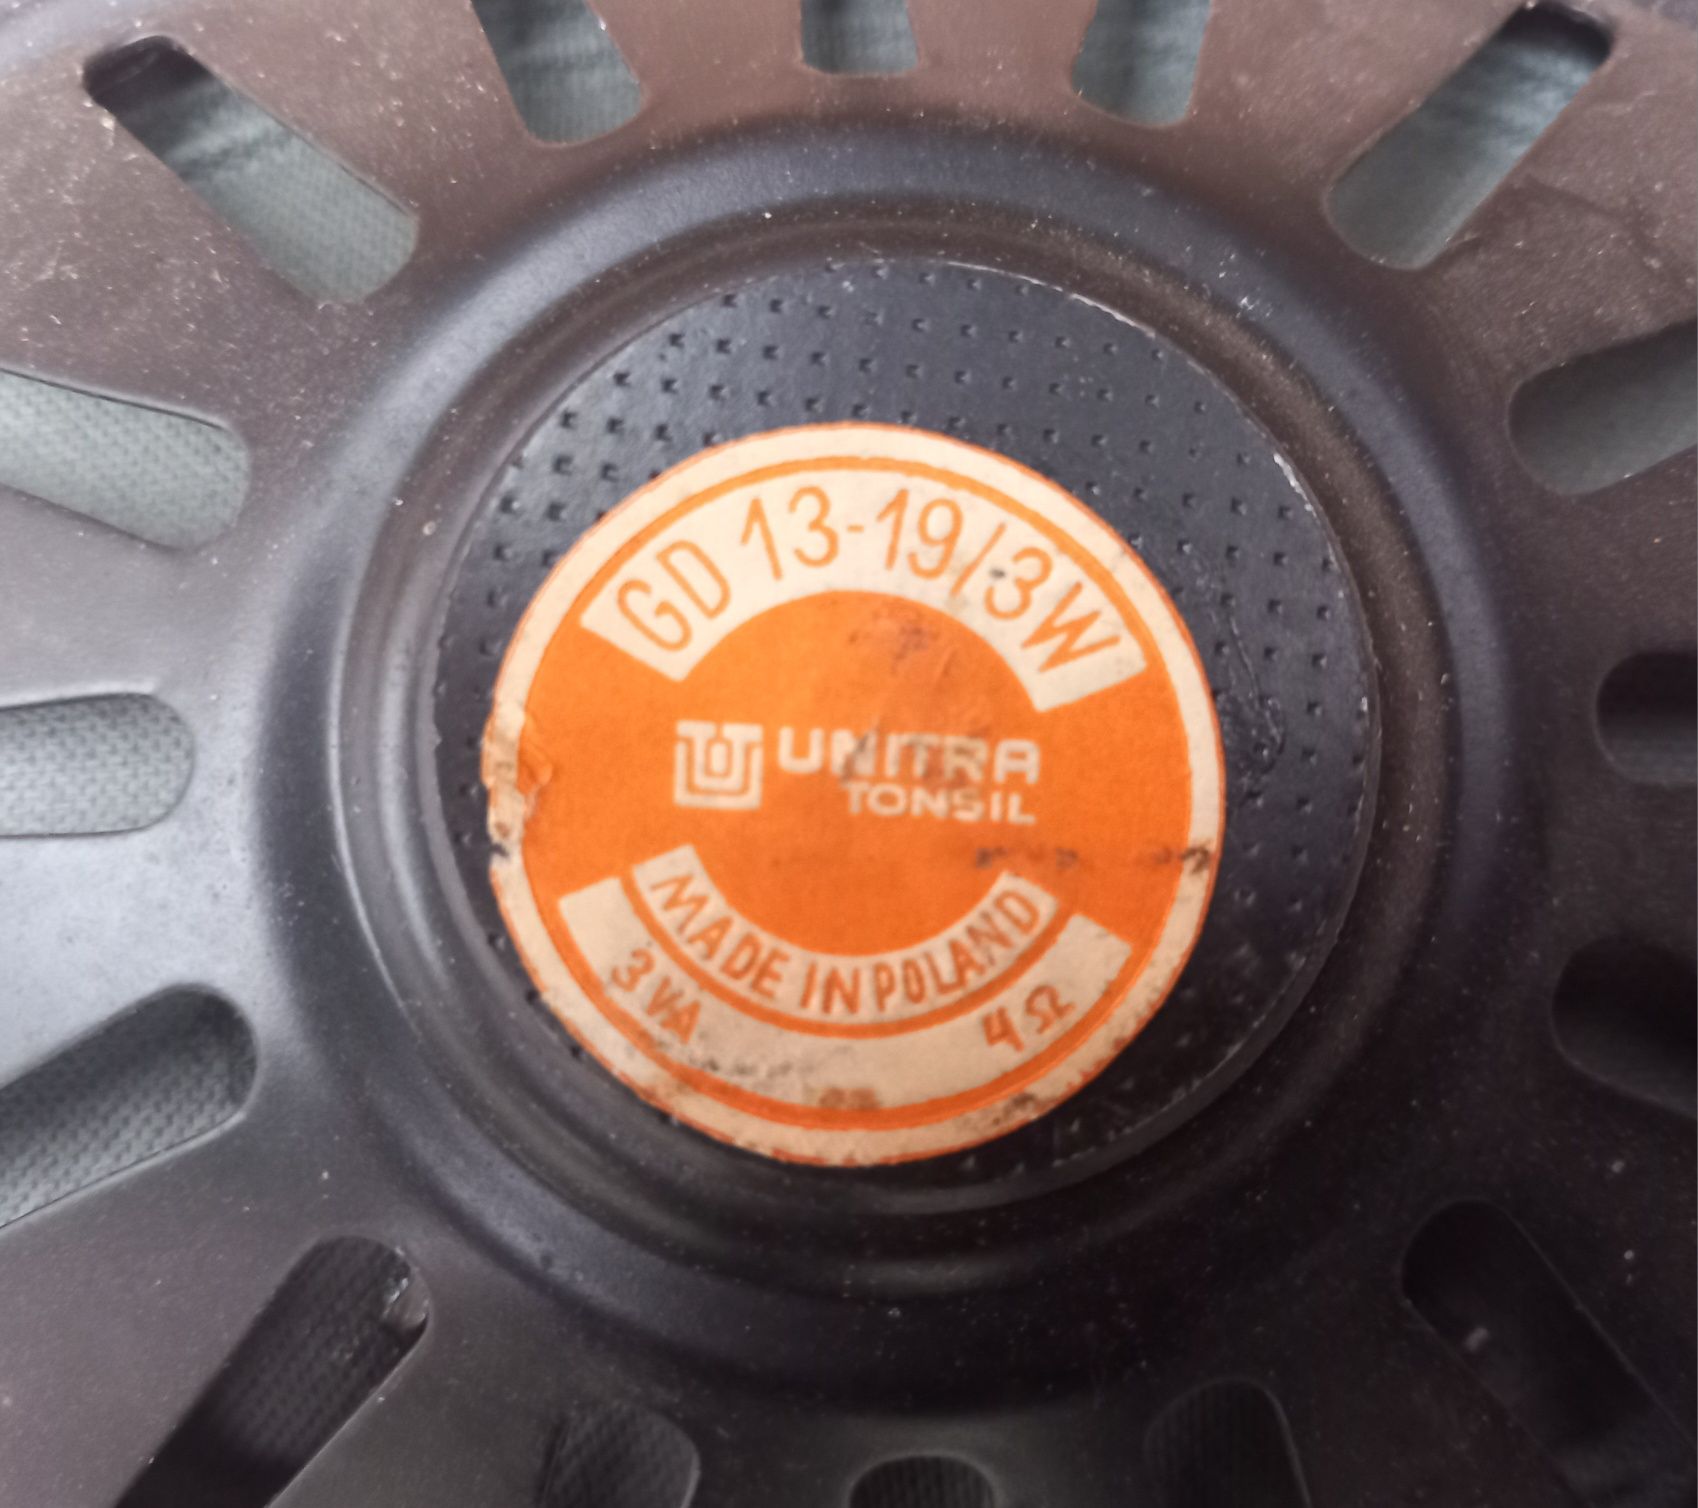 GD 13-19/3W
UNITRA
TONSIL
MADE IN POLAND
3 VA 4 Ω